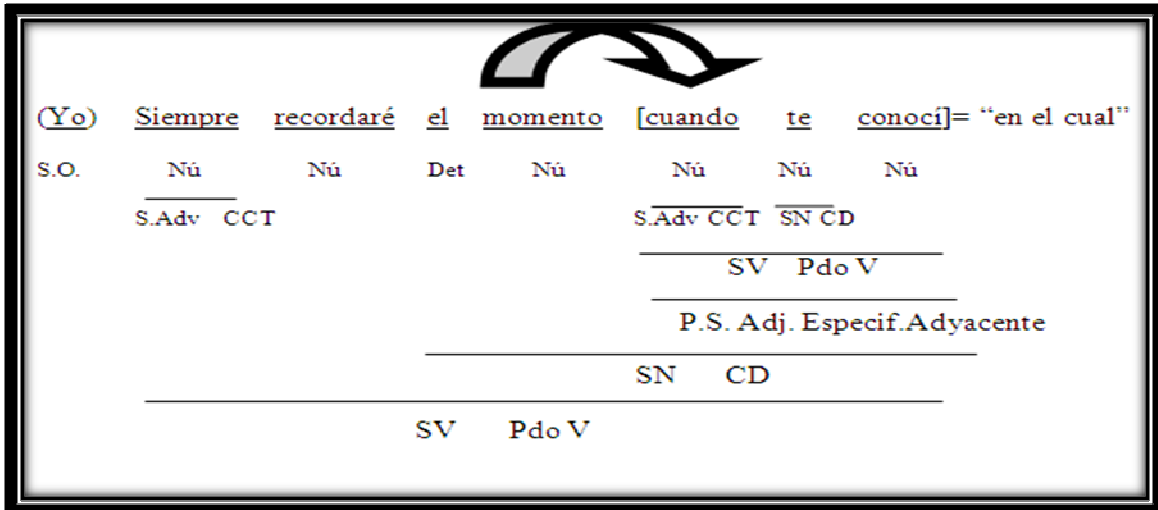 (Yo) Siempre recordaré el momento [cuando te conocí]= “en el cual”
S.O. Nú Nú Det Nú Nú Nú Nú
S.Adv CCT S.Adv CCT SN CD
SV Pdo V
P.S. Adj. Especif.Adyacente
SN CD
SV Pdo V